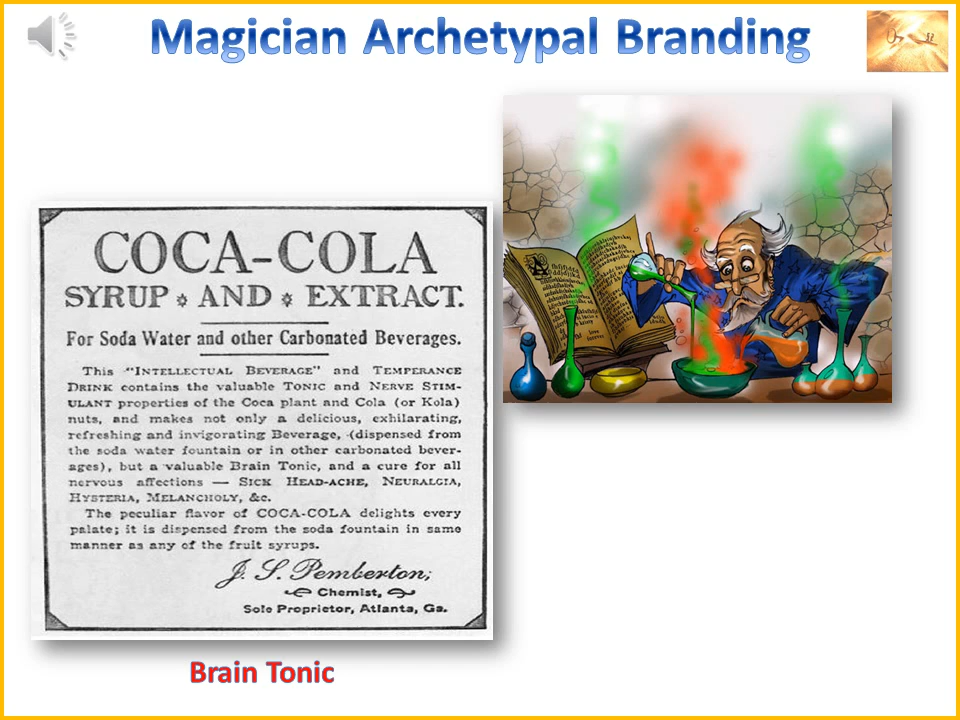 Magician Archetypal Branding
COCA-COLA
SYRUP * AND * EXTRACT.
For Soda Water and other Carbonated Beverages.
This "INTELLECTUAL BEVERAGE" and TEMPERANCE
DRINK contains the valuable TONIC and NERVE STIM-
ULANT properties of the Coca plant and Cola (or Kola)
nuts, and makes not only a delicious, exhilarating,
refreshing and invigorating Beverage, (dispensed from
the soda water fountain or in other carbonated bever-
ages), but a valuable Brain Tonic, and a cure for all
nervous affections — SICK HEAD-ACHE, NEURALGIA,
HYSTERIA, MELANCHOLY, &c.
The peculiar flavor of COCA-COLA delights every
palate; it is dispensed from the soda fountain in same
manner as any of the fruit syrups.
J. S. Pemberton;
Chemist,
Sole Proprietor, Atlanta, Ga.
Brain Tonic